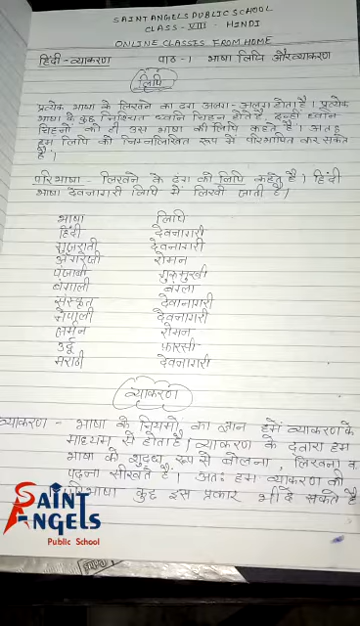 SAINT ANGELS PUBLIC SCHOOL
CLASS - VIII - HINDI
ONLINE CLASSES FROM HOME
हिंदी - व्याकरण पाठ - 1 भाषा लिपि और व्याकरण
लिपि
प्रत्येक भाषा के लिखने का ढंग अलग - अलग होता है। प्रत्येक
भाषा के कुछ निश्चित ध्वनि चिहन होते है, इन्हीं ध्वनि
चिहनों को ही उस भाषा की लिपि कहते है। अतः
हम लिपि को निम्नलिखित रूप में परिभाषित कर सकते
है।
परिभाषा - लिखने के ढंग को लिपि कहते है। हिंदी
भाषा देवनागरी लिपि में लिखी जाती है।
भाषा लिपि
हिंदी देवनागरी
गुजराती देवनागरी
अंग्रेजी रोमन
पंजाबी गुरुमुखी
बंगाली बंगला
संस्कृत देवानागरी
नेपाली देवनागरी
जर्मन रोमन
उर्दू फ़ारसी
मराठी देवनागरी
व्याकरण
व्याकरण - भाषा के नियमों का ज्ञान हमें व्याकरण के
माध्यम से होता है। व्याकरण के दवारा हम
भाषा को शुद्ध रूप से बोलना, लिखना व
पढ़ना सीखते है। अतः हम व्याकरण की
परिभाषा कुछ इस प्रकार भी दे सकते है
SAINT
ANGELS
Public School